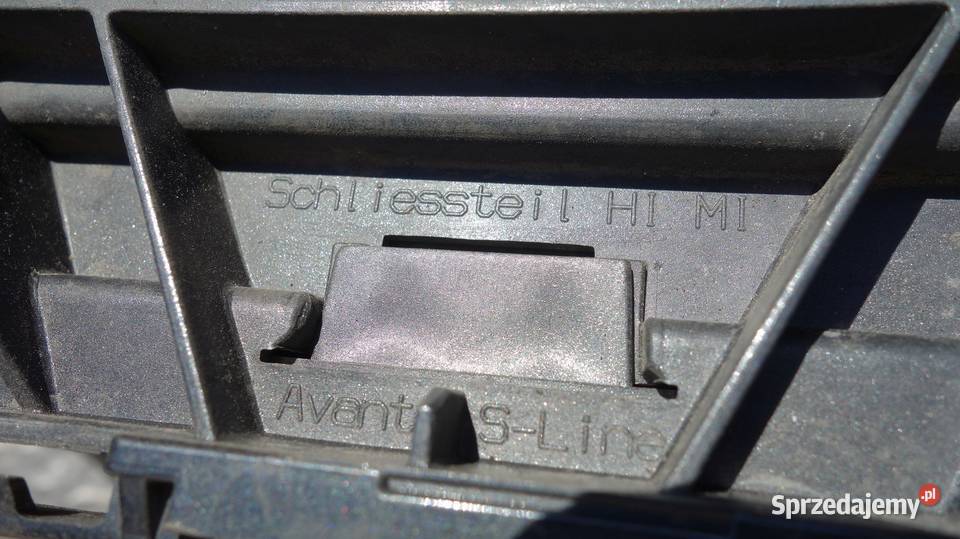 Schliessteil HI MI
Avant S-Line
Sprzedajemy.pl